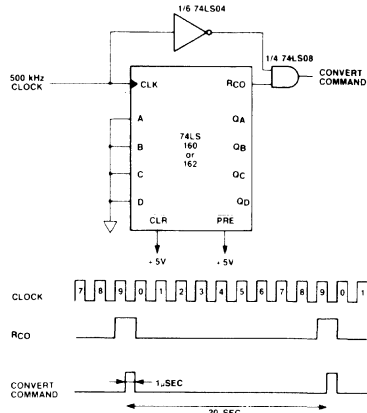 1/6 74LS04
1/4 74LS08
500 kHz
CLOCK
CLK
RCO
CONVERT
COMMAND
A
QA
74LS
160
or
162
B
QB
C
QC
D
QD
CLR
PRE
+5V
+5V
CLOCK
7 8 9 0 1 2 3 4 5 6 7 8 9 0 1
RCO
CONVERT
COMMAND
1µSEC
20 SEC